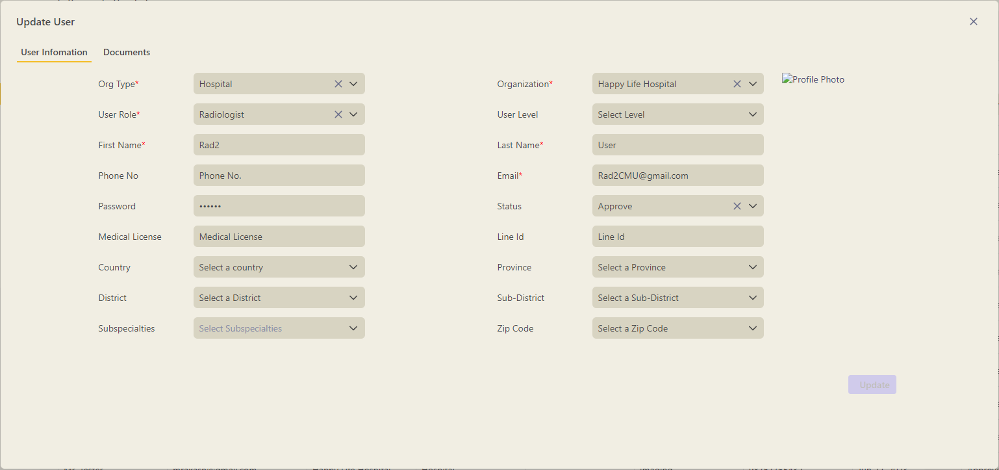 Update User
User Infomation Documents
Org Type* Hospital Organization* Happy Life Hospital Profile Photo
User Role* Radiologist User Level Select Level
First Name* Rad2 Last Name* User
Phone No Phone No. Email* Rad2CMU@gmail.com
Password •••••• Status Approve
Medical License Medical License Line Id Line Id
Country Select a country Province Select a Province
District Select a District Sub-District Select a Sub-District
Subspecialties Select Subspecialties Zip Code Select a Zip Code
Update